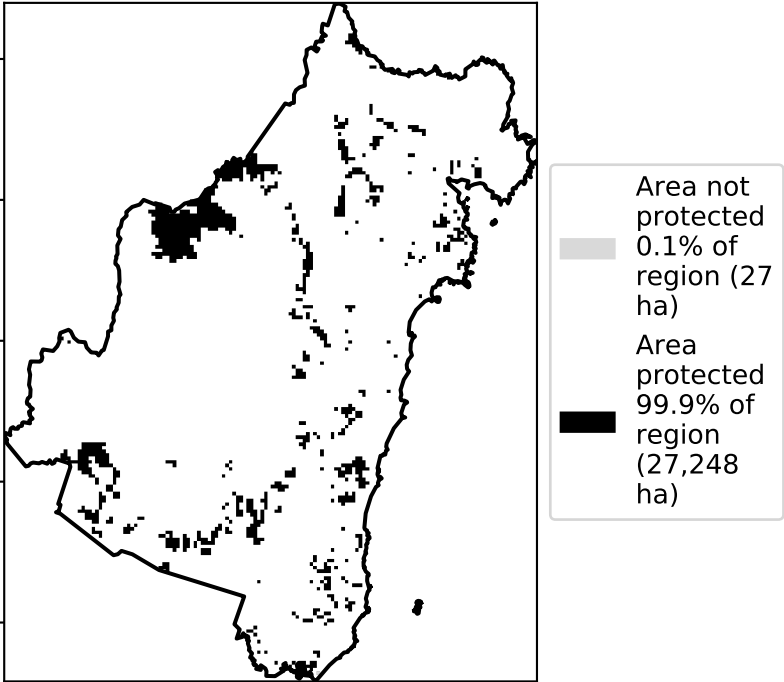 Area not
protected
0.1% of
region (27
ha)
Area
protected
99.9% of
region
(27,248
ha)